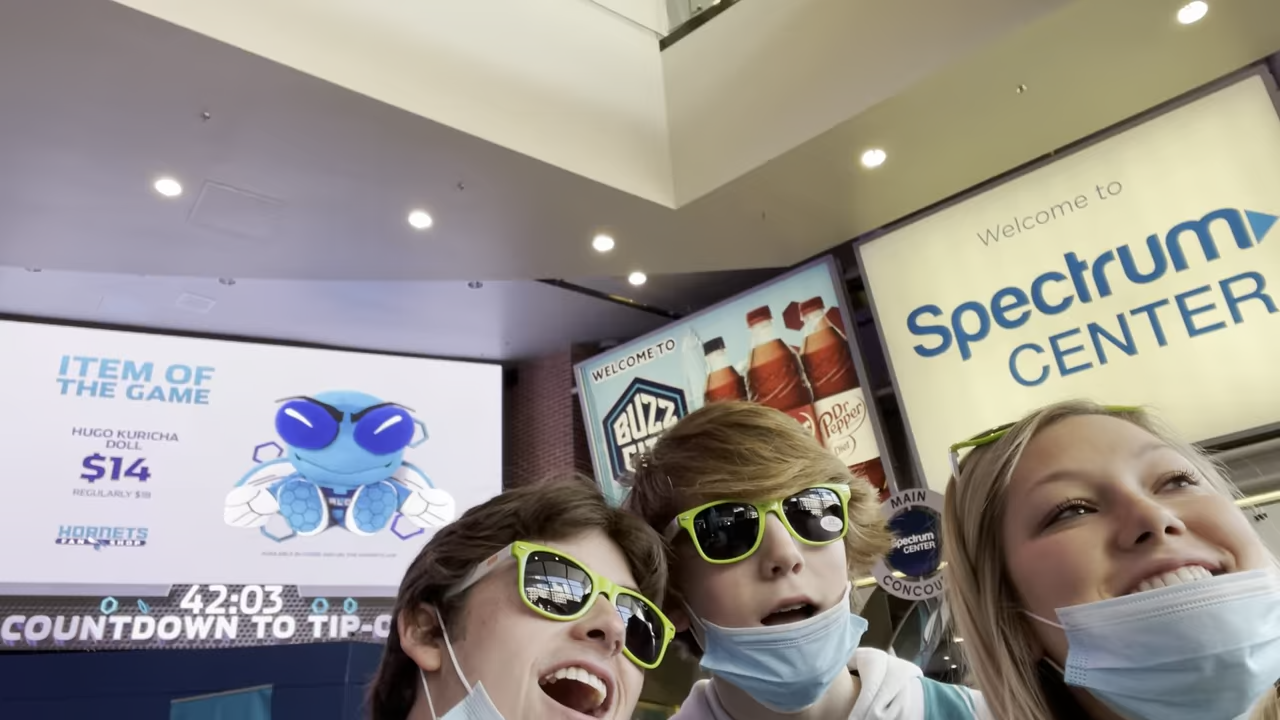 ITEM OF
THE GAME
HUGO KURICHA
DOLL
$14
REGULARLY $18
HORNETS
FAN SHOP
42:03
COUNTDOWN TO TIP-O
WELCOME TO
BUZZ
Dr
Pepper
Diet
Welcome to
Spectrum
CENTER
MAIN
Spectrum
CENTER
CONCOU